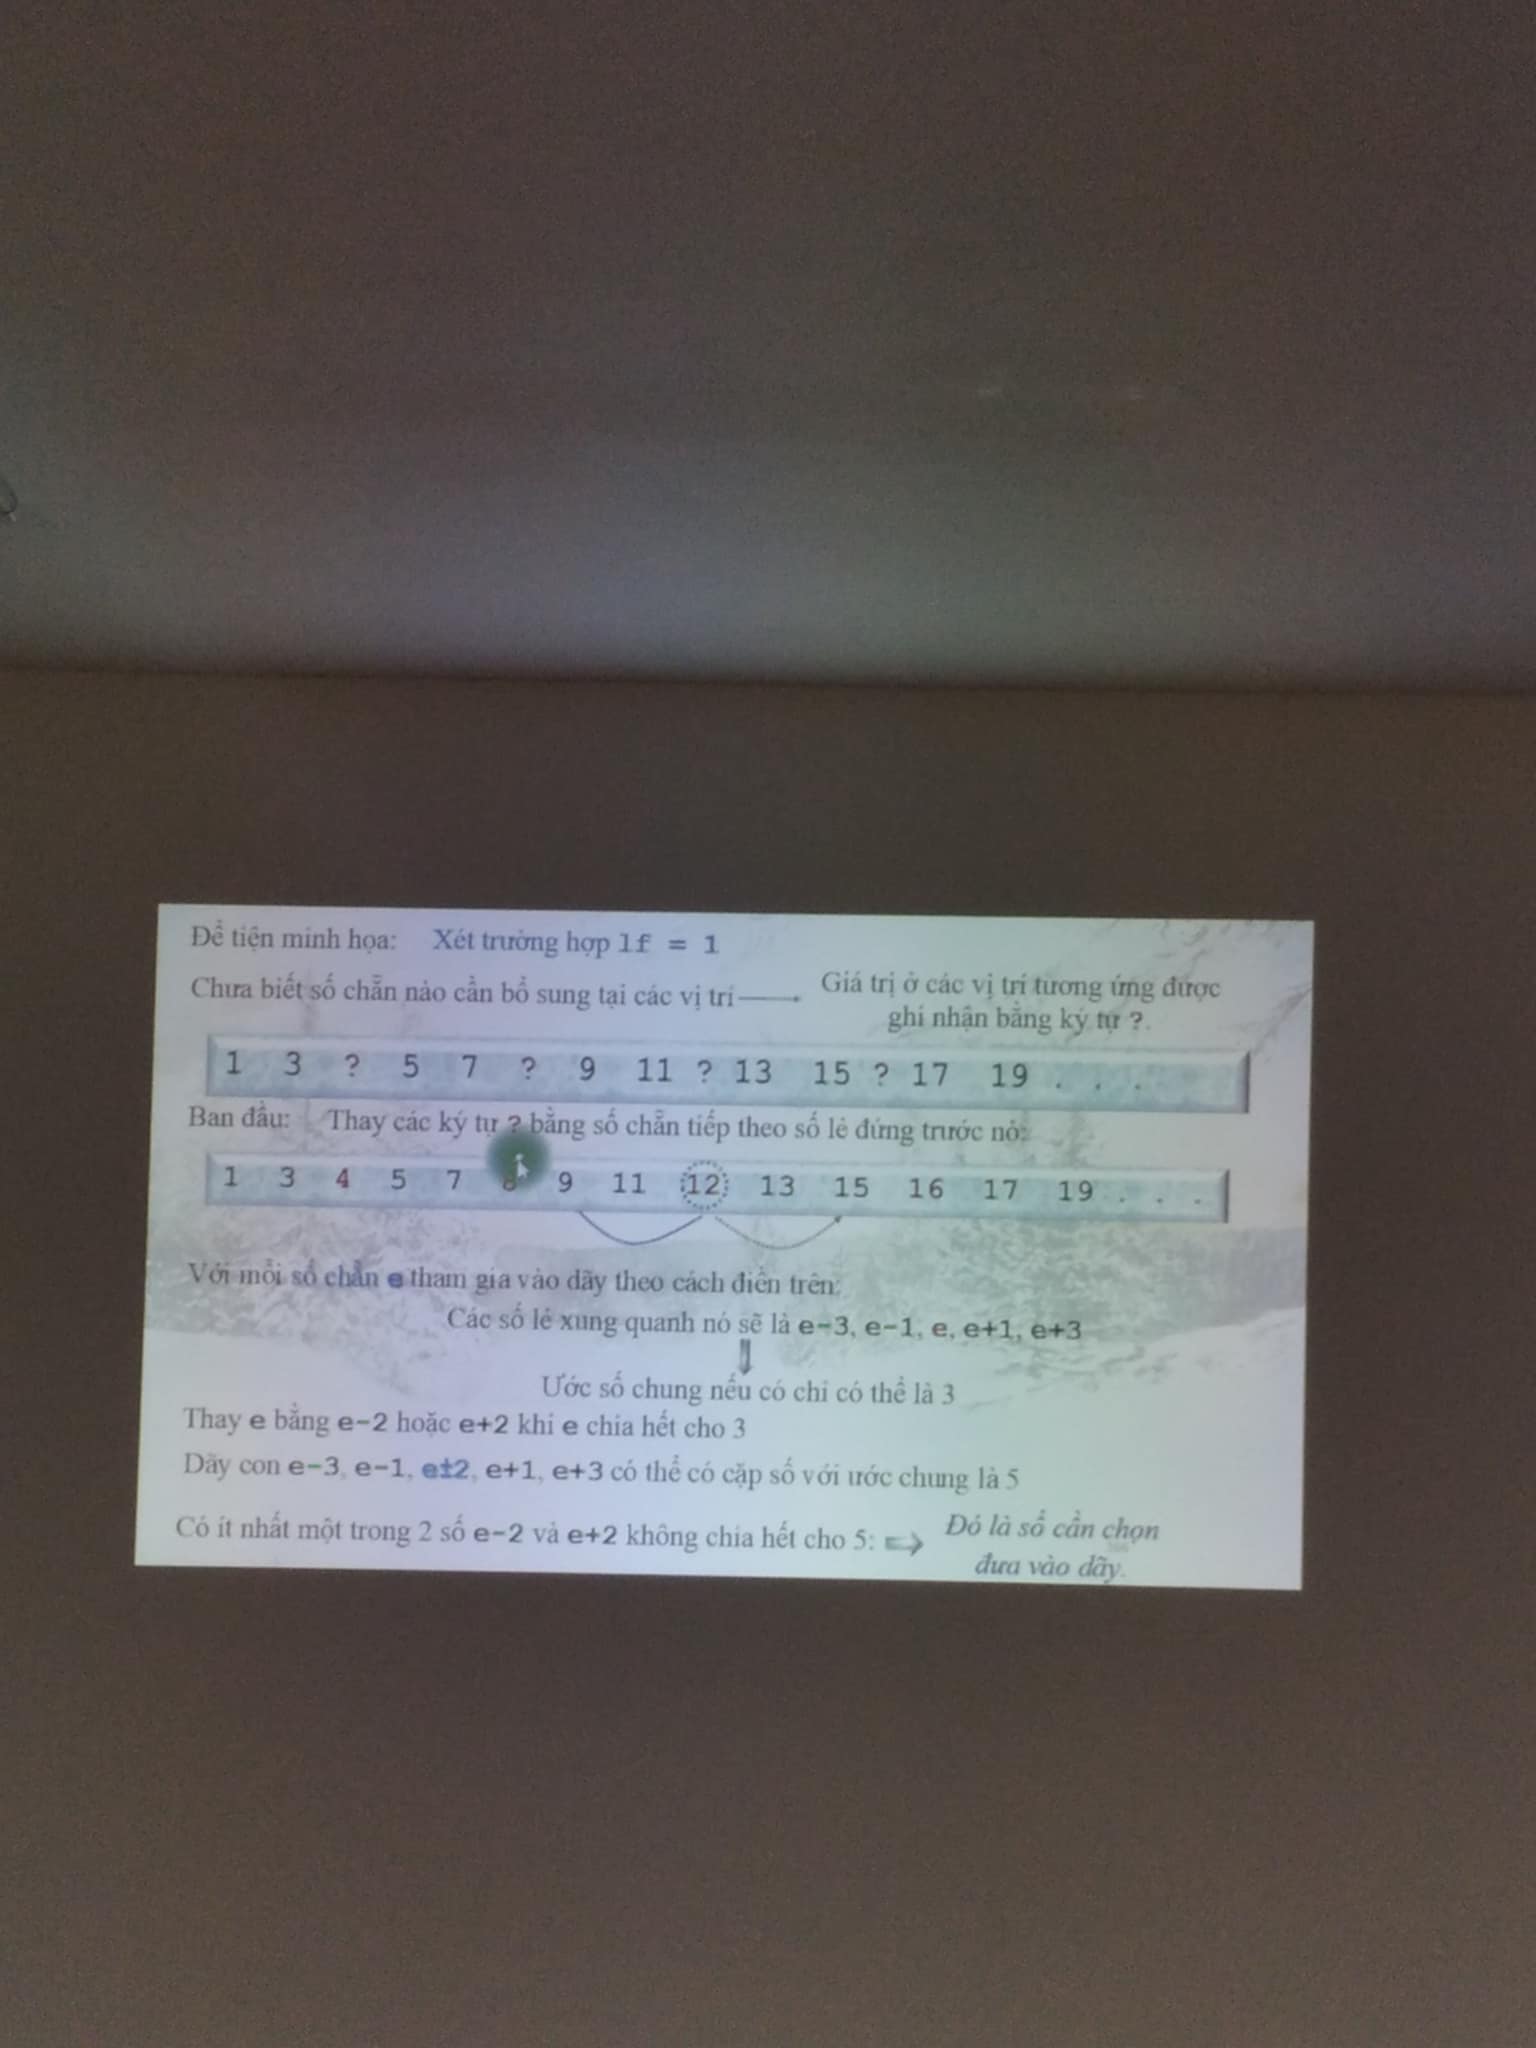 Để tiện minh họa: Xét trường hợp lf = 1
Chưa biết số chẵn nào cần bổ sung tại các vị trí
Giá trị ở các vị trí tương ứng được
ghi nhận bằng ký tự ?.
1 3 ? 5 7 ? 9 11 ? 13 15 ? 17 19 . . .
Ban đầu: Thay các ký tự ? bằng số chẵn tiếp theo số lẻ đứng trước nó:
1 3 4 5 7 8 9 11 12 13 15 16 17 19 . . .
Với mỗi số chẵn e tham gia vào dãy theo cách điền trên:
Các số lẻ xung quanh nó sẽ là e-3, e-1, e, e+1, e+3
Ước số chung nếu có chỉ có thể là 3
Thay e bằng e-2 hoặc e+2 khi e chia hết cho 3
Dãy con e-3, e-1, e±2, e+1, e+3 có thể có cặp số với ước chung là 5
Có ít nhất một trong 2 số e-2 và e+2 không chia hết cho 5:
Đó là số cần chọn
đưa vào dãy.